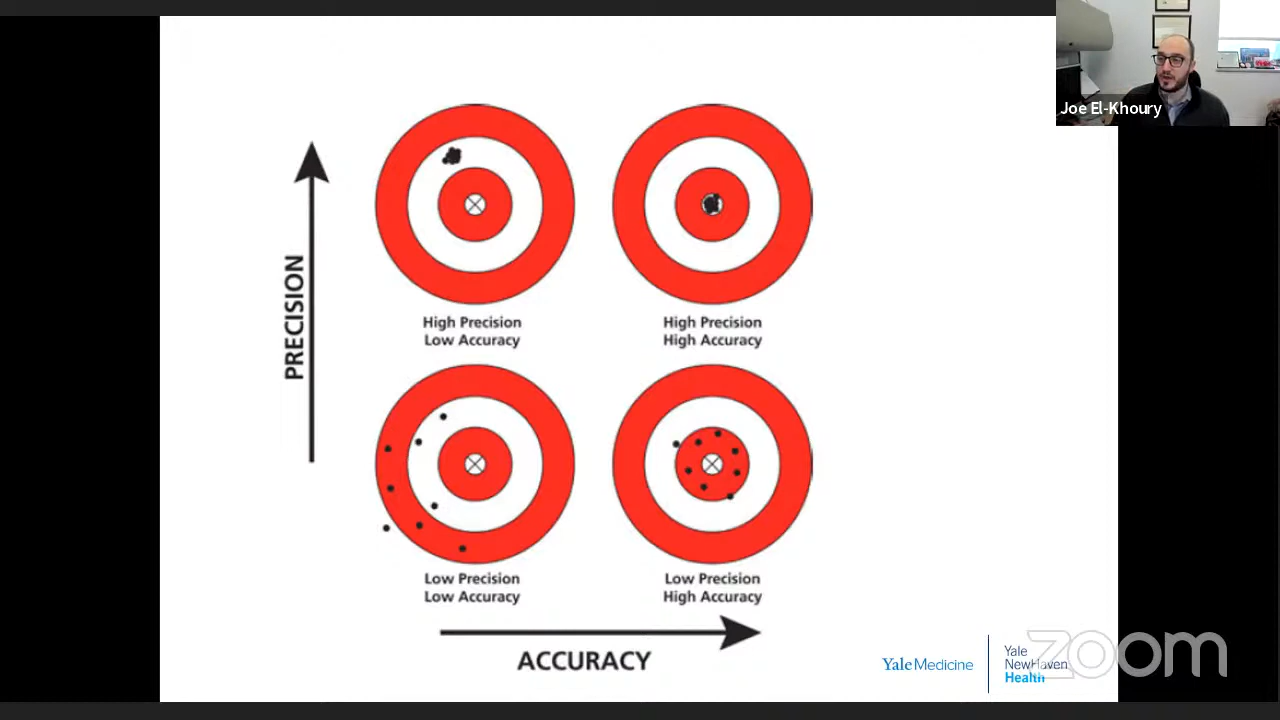 Joe El-Khoury
PRECISION
High Precision
Low Accuracy
High Precision
High Accuracy
Low Precision
Low Accuracy
Low Precision
High Accuracy
ACCURACY
Yale Medicine
Yale
NewHaven
Health
zoom